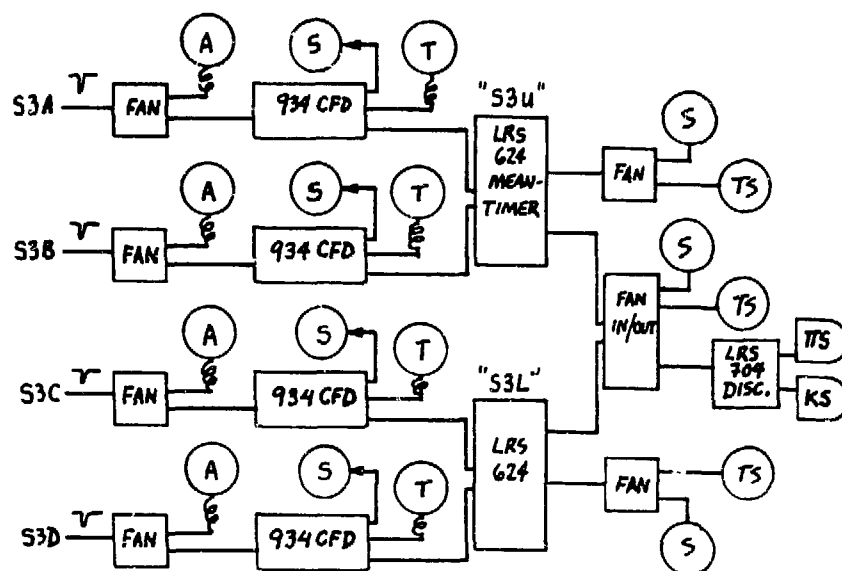 A
S
T
S3A
FAN
934 CFD
"S3U"
LRS
624
MEAN-
TIMER
FAN
S
TS
A
S
T
S3B
FAN
934 CFD
S
FAN
IN/OUT
TS
A
S
T
S3C
FAN
934 CFD
"S3L"
LRS
624
LRS
704
DISC.
πS
KS
A
S
T
S3D
FAN
934 CFD
FAN
TS
S